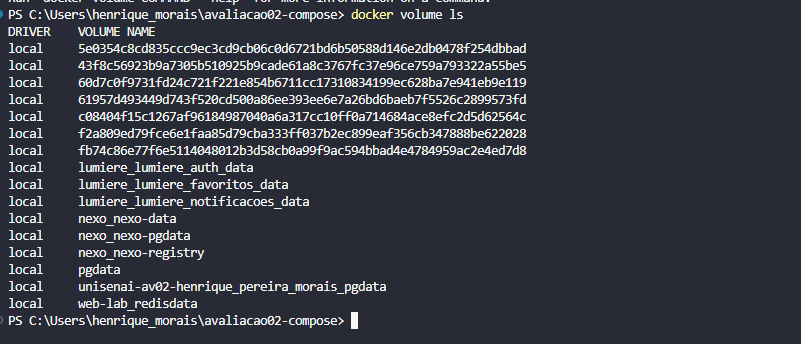 PS C:\Users\henrique_morais\avaliacao02-compose> docker volume ls
DRIVER    VOLUME NAME
local     5e0354c8cd835ccc9ec3cd9cb06c0d6721bd6b50588d146e2db0478f254dbbad
local     43f8c56923b9a7305b510925b9cade61a8c3767fc37e96ce759a793322a55be5
local     60d7c0f9731fd24c721f221e854b6711cc17310834199ec628ba7e941eb9e119
local     61957d493449d743f520cd500a86ee393ee6e7a26bd6baeb7f5526c2899573fd
local     c08404f15c1267af96184987040a6a317cc10ff0a714684ace8efc2d5d62564c
local     f2a809ed79fce6e1faa85d79cba333ff037b2ec899eaf356cb347888be622028
local     fb74c86e77f6e5114048012b3d58cb0a99f9ac594bbad4e4784959ac2e4ed7d8
local     lumiere_lumiere_auth_data
local     lumiere_lumiere_favoritos_data
local     lumiere_lumiere_notificacoes_data
local     nexo_nexo-data
local     nexo_nexo-pgdata
local     nexo_nexo-registry
local     pgdata
local     unisenai-av02-henrique_pereira_morais_pgdata
local     web-lab_redisdata
PS C:\Users\henrique_morais\avaliacao02-compose>